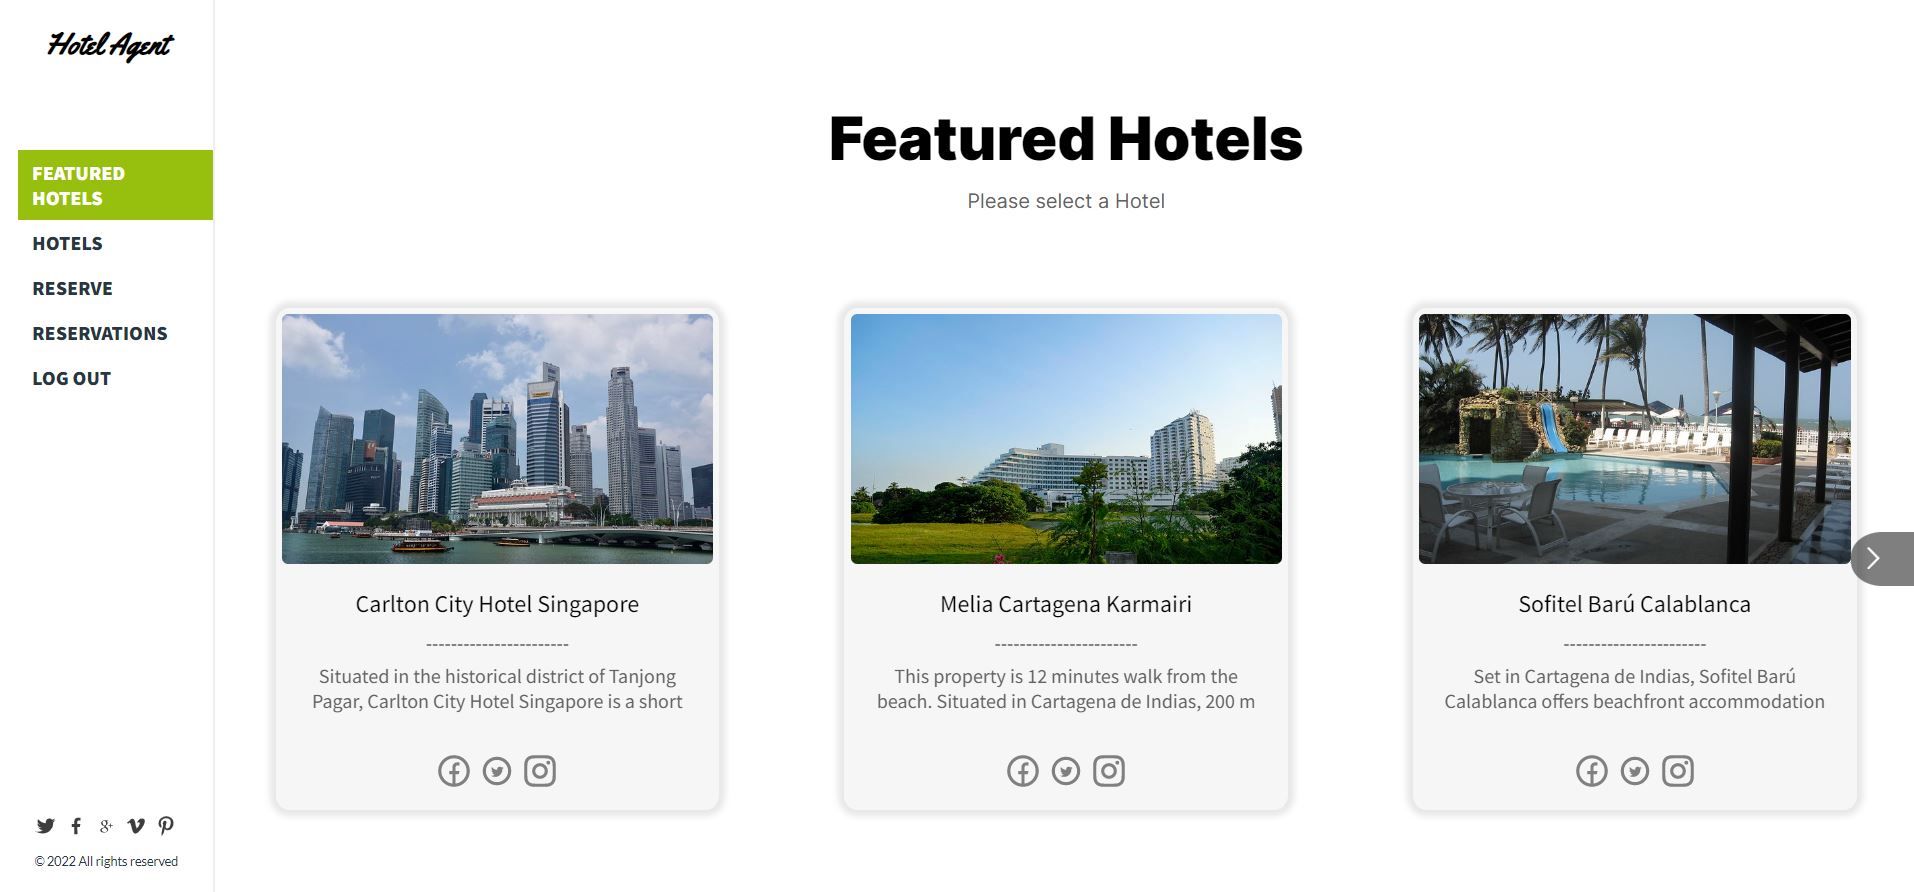 Hotel Agent
FEATURED
HOTELS
HOTELS
RESERVE
RESERVATIONS
LOG OUT
© 2022 All rights reserved
Featured Hotels
Please select a Hotel
Carlton City Hotel Singapore
-----------------------
Situated in the historical district of Tanjong
Pagar, Carlton City Hotel Singapore is a short
Melia Cartagena Karmairi
-----------------------
This property is 12 minutes walk from the
beach. Situated in Cartagena de Indias, 200 m
Sofitel Barú Calablanca
-----------------------
Set in Cartagena de Indias, Sofitel Barú
Calablanca offers beachfront accommodation